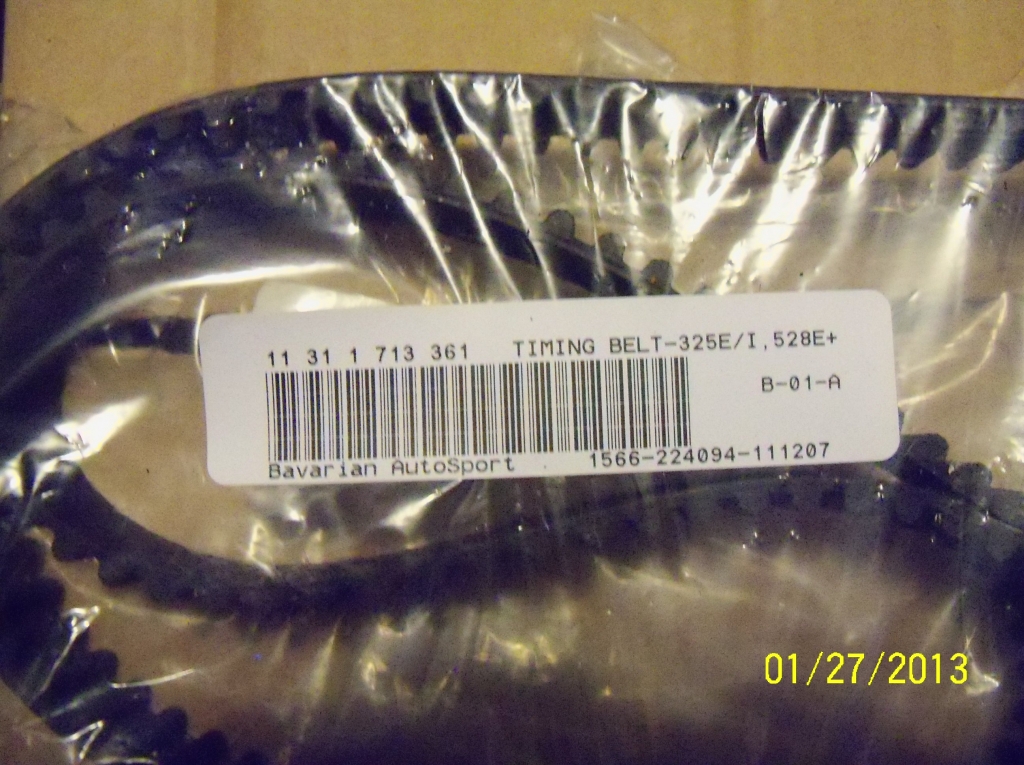 11 31 1 713 361 TIMING BELT-325E/I,528E+
B-01-A
Bavarian AutoSport 1566-224094-111207
01/27/2013